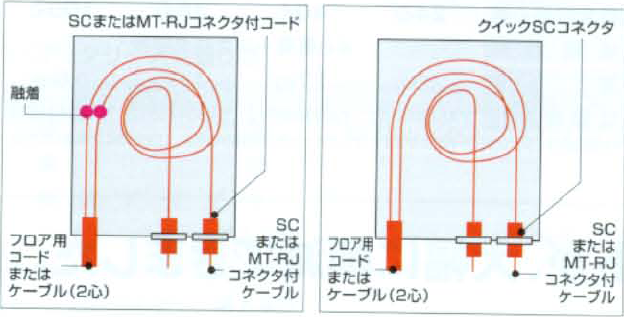 SCまたはMT-RJコネクタ付コード
融着
フロア用
コード
または
ケーブル(2心)
SC
または
MT-RJ
コネクタ付
ケーブル
クイックSCコネクタ
フロア用
コード
または
ケーブル(2心)
SC
または
MT-RJ
コネクタ付
ケーブル